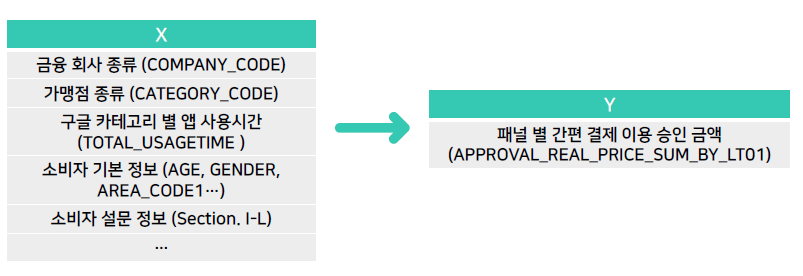 X
금융 회사 종류 (COMPANY_CODE)
가맹점 종류 (CATEGORY_CODE)
구글 카테고리 별 앱 사용시간
(TOTAL_USAGETIME )
소비자 기본 정보 (AGE, GENDER,
AREA_CODE1…)
소비자 설문 정보 (Section. I-L)
…
Y
패널 별 간편 결제 이용 승인 금액
(APPROVAL_REAL_PRICE_SUM_BY_LT01)